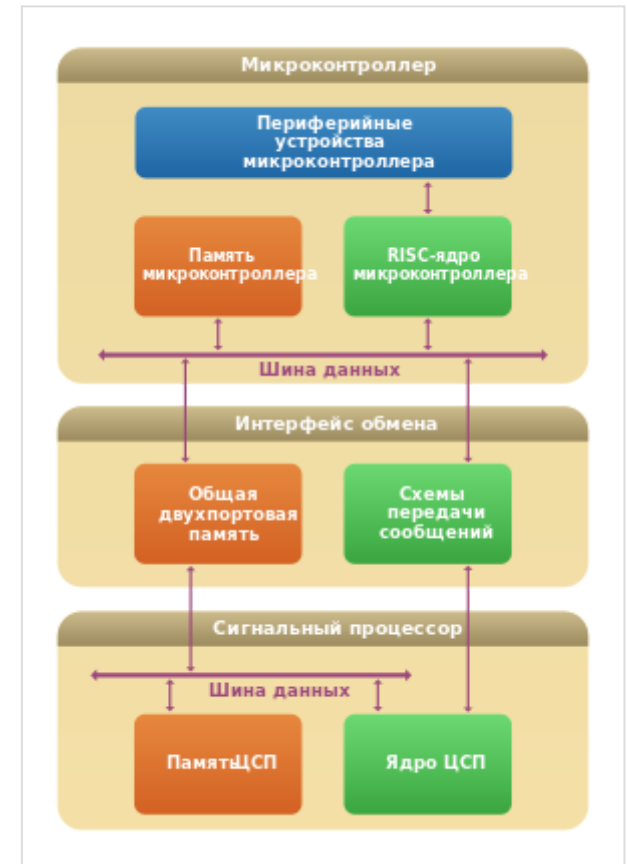 Микроконтроллер
Периферийные
устройства
микроконтроллера
Память
микроконтроллера
RISC-ядро
микроконтроллера
Шина данных
Интерфейс обмена
Общая
двухпортовая
память
Схемы
передачи
сообщений
Сигнальный процессор
Шина данных
ПамятьЦСП
Ядро ЦСП